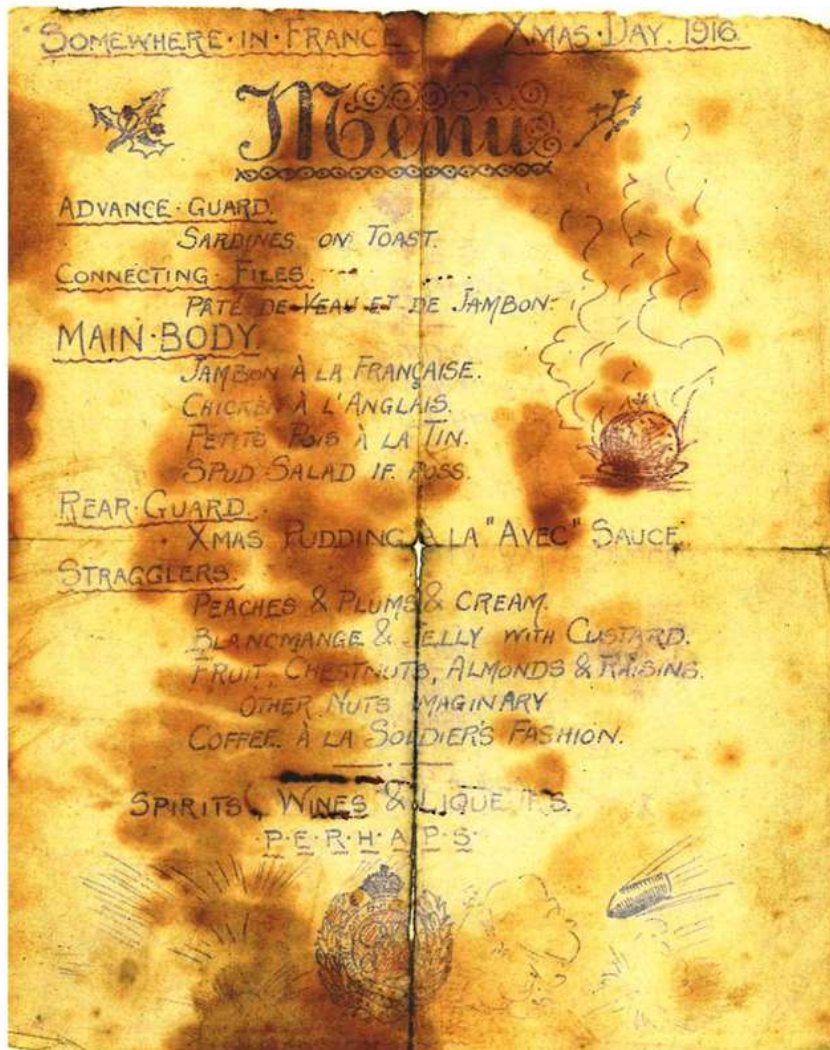 SOMEWHERE·IN·FRANCE XMAS·DAY. 1916.
Menu
ADVANCE·GUARD.
SARDINES ON TOAST.
CONNECTING·FILES.
PATÉ DE VEAU ET DE JAMBON.
MAIN·BODY.
JAMBON À LA FRANÇAISE.
CHICKEN À L'ANGLAIS.
PETITS POIS À LA TIN.
SPUD SALAD IF POSS.
REAR·GUARD.
XMAS PUDDING A LA "AVEC" SAUCE.
STRAGGLERS.
PEACHES & PLUMS & CREAM.
BLANCMANGE & JELLY WITH CUSTARD.
FRUIT, CHESTNUTS, ALMONDS & RAISINS.
OTHER NUTS IMAGINARY
COFFEE À LA SOLDIER'S FASHION.
SPIRITS, WINES & LIQUEURS.
·P·E·R·H·A·P·S·